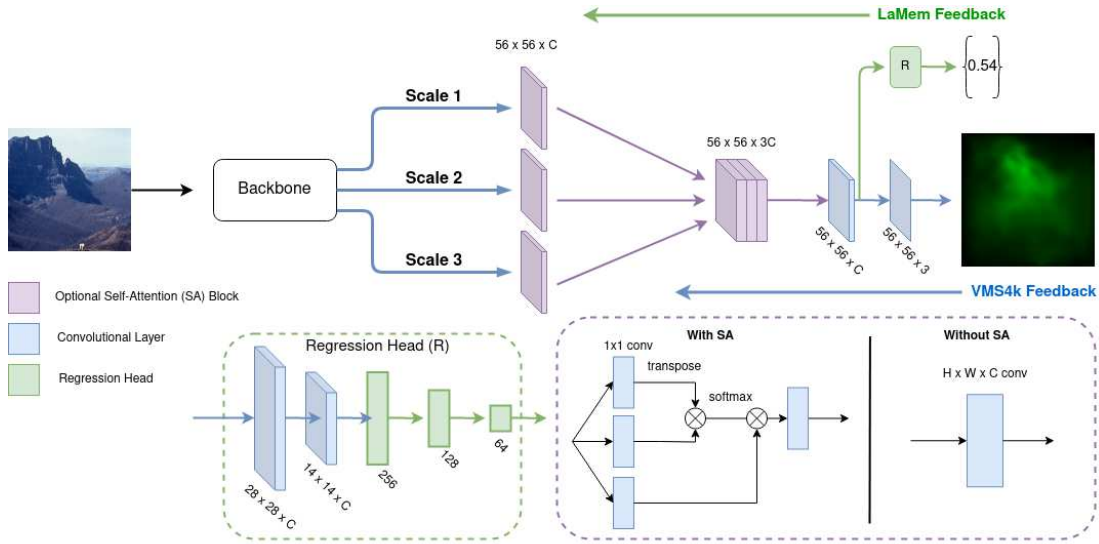 LaMem Feedback
56 x 56 x C
R
{0.54}
Scale 1
56 x 56 x 3C
Backbone
Scale 2
Scale 3
56 x 56 x C
56 x 56 x 3
VMS4k Feedback
Optional Self-Attention (SA) Block
Convolutional Layer
Regression Head
Regression Head (R)
28 x 28 x C
14 x 14 x C
256
128
64
With SA
1x1 conv
transpose
softmax
Without SA
H x W x C conv